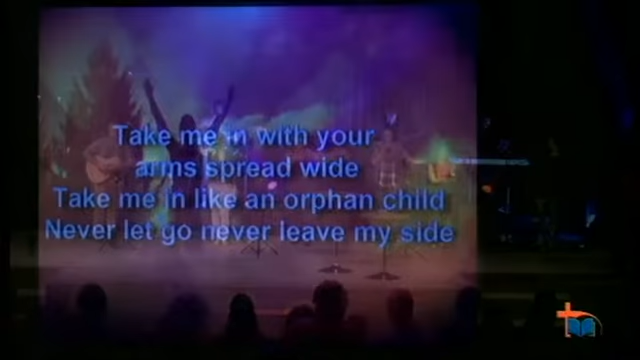 Take me in with your
arms spread wide
Take me in like an orphan child
Never let go never leave my side